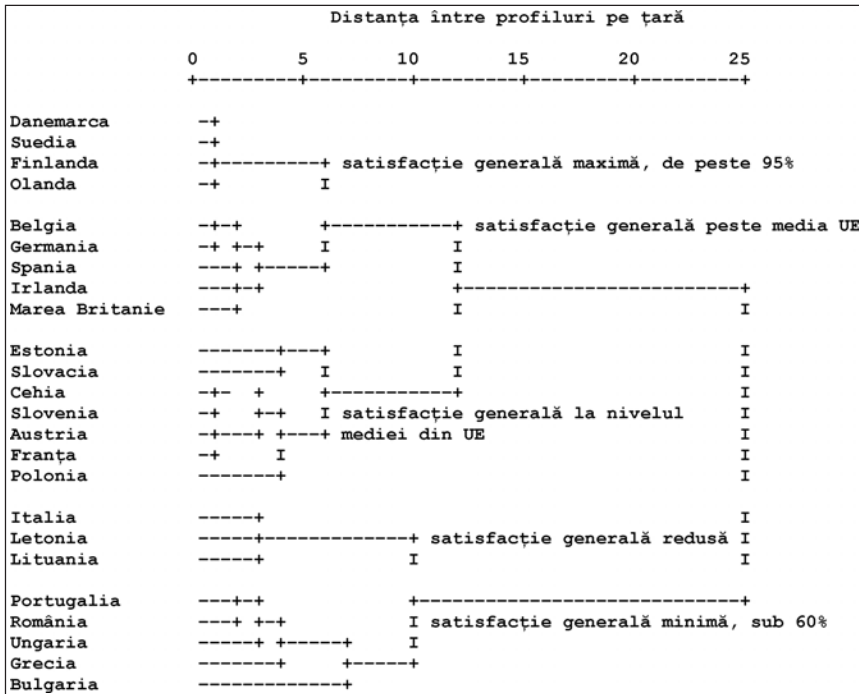 Distanța între profiluri pe țară
0 5 10 15 20 25
+---------+---------+---------+---------+---------+
Danemarca -+
Suedia -+
Finlanda -+---------+ satisfacție generală maximă, de peste 95%
Olanda -+ I
Belgia -+-+ +-----------+ satisfacție generală peste media UE
Germania -+ +-+ I I
Spania ---+ +-----+ I
Irlanda ---+-+ +-------------------------+
Marea Britanie ---+ I I
Estonia -------+---+ I I
Slovacia -------+ I I I
Cehia -+- + +-----------+ I
Slovenia -+ +-+ I satisfacție generală la nivelul I
Austria -+---+ +---+ mediei din UE I
Franța -+ I I
Polonia -------+ I
Italia -----+ I
Letonia -----+-------------+ satisfacție generală redusă I
Lituania -----+ I I
Portugalia ---+-+ +-----------------------------+
România ---+ +-+ I satisfacție generală minimă, sub 60%
Ungaria -----+ +-----+ I
Grecia -------+ +-----+
Bulgaria -------------+